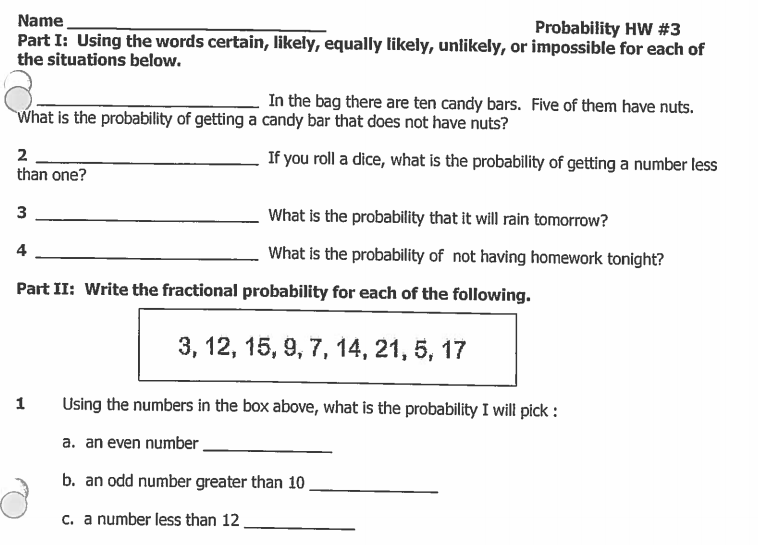 Name ____________________ Probability HW #3
Part I: Using the words certain, likely, equally likely, unlikely, or impossible for each of
the situations below.
____________________ In the bag there are ten candy bars. Five of them have nuts.
What is the probability of getting a candy bar that does not have nuts?
2 ____________________ If you roll a dice, what is the probability of getting a number less
than one?
3 ____________________ What is the probability that it will rain tomorrow?
4 ____________________ What is the probability of not having homework tonight?
Part II: Write the fractional probability for each of the following.
3, 12, 15, 9, 7, 14, 21, 5, 17
1 Using the numbers in the box above, what is the probability I will pick :
a. an even number ____________
b. an odd number greater than 10 ____________
c. a number less than 12 ____________